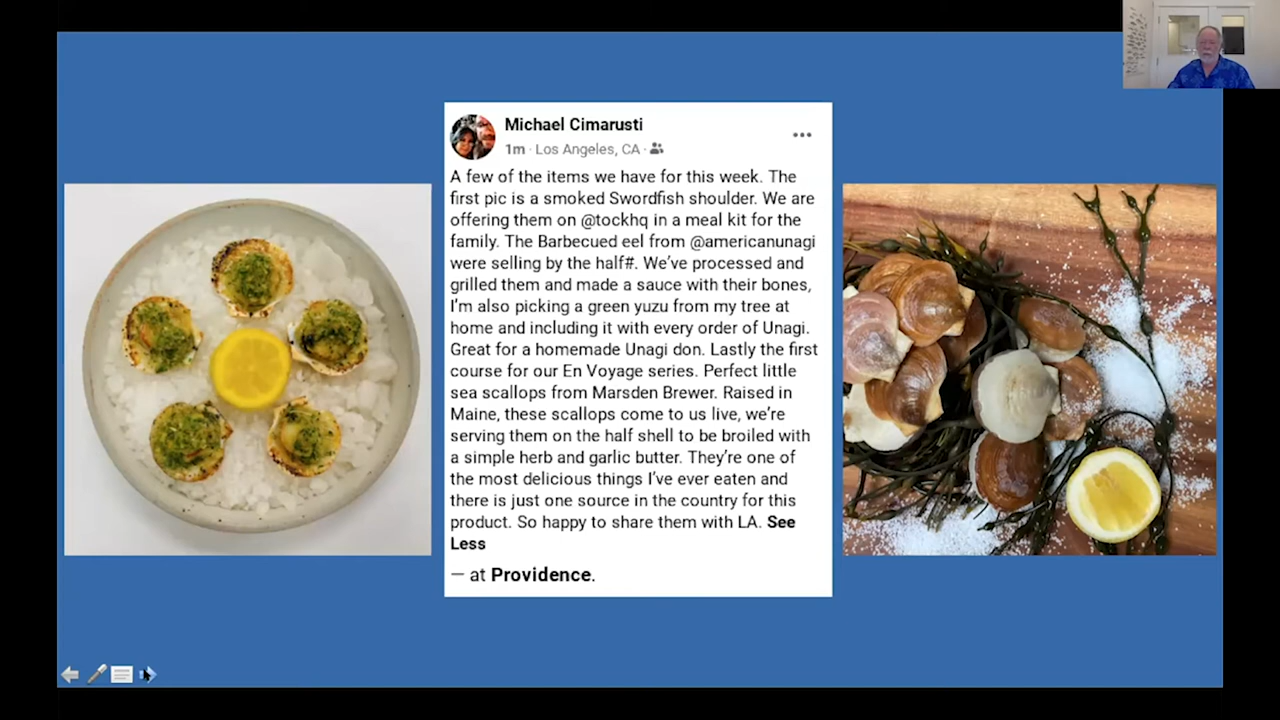 Michael Cimarusti
1m · Los Angeles, CA ·
A few of the items we have for this week. The
first pic is a smoked Swordfish shoulder. We are
offering them on @tockhq in a meal kit for the
family. The Barbecued eel from @americanunagi
were selling by the half#. We’ve processed and
grilled them and made a sauce with their bones,
I’m also picking a green yuzu from my tree at
home and including it with every order of Unagi.
Great for a homemade Unagi don. Lastly the first
course for our En Voyage series. Perfect little
sea scallops from Marsden Brewer. Raised in
Maine, these scallops come to us live, we’re
serving them on the half shell to be broiled with
a simple herb and garlic butter. They’re one of
the most delicious things I’ve ever eaten and
there is just one source in the country for this
product. So happy to share them with LA. See
Less
— at Providence.